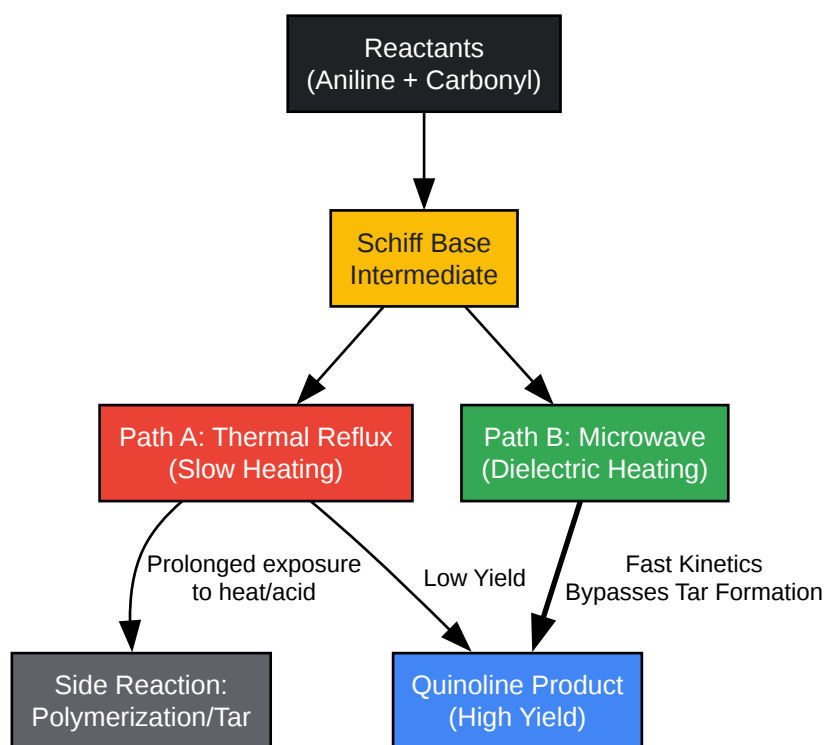 Reactants
(Aniline + Carbonyl)
Schiff Base
Intermediate
Path A: Thermal Reflux
(Slow Heating)
Path B: Microwave
(Dielectric Heating)
Prolonged exposure
to heat/acid
Low Yield
Fast Kinetics
Bypasses Tar Formation
Side Reaction:
Polymerization/Tar
Quinoline Product
(High Yield)